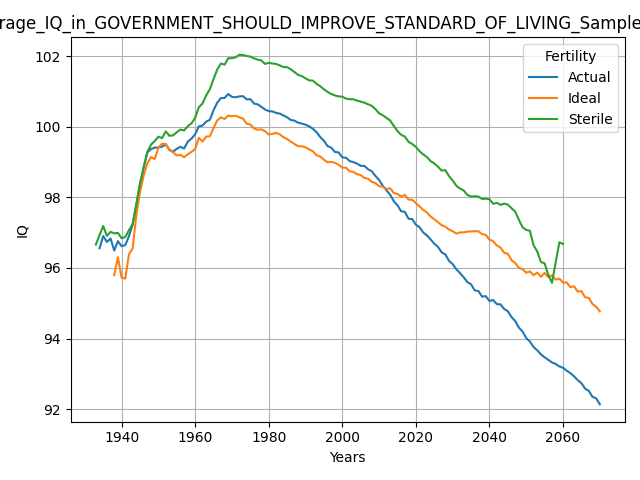 rage_IQ_in_GOVERNMENT_SHOULD_IMPROVE_STANDARD_OF_LIVING_Sample
Fertility
Actual
Ideal
Sterile
IQ
102
100
98
96
94
92
1940
1960
1980
2000
2020
2040
2060
Years